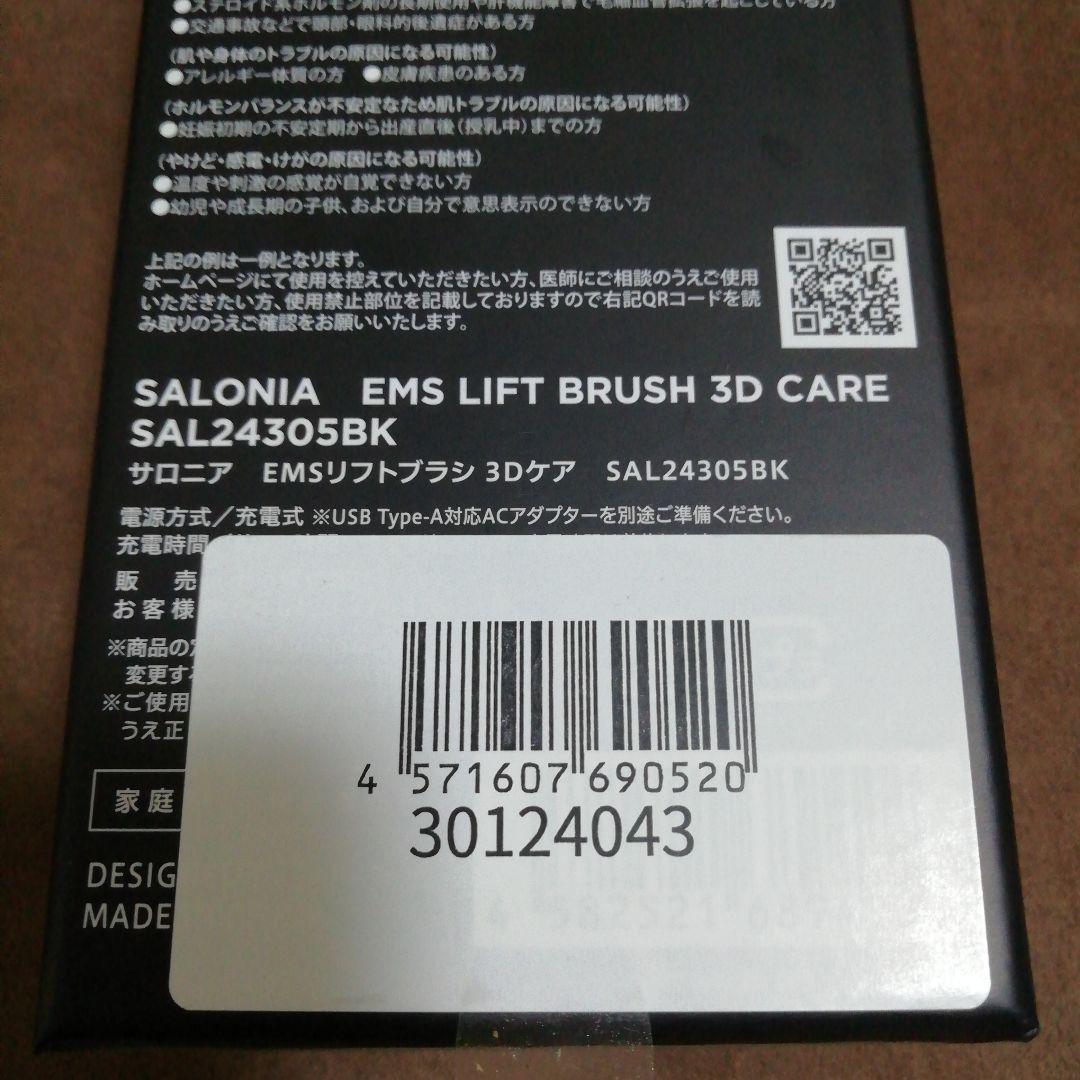 ●ステロイド系ホルモン剤の長期使用や肝機能障害で毛細血管拡張を起こしている方
●交通事故などで頭部・眼科的後遺症がある方
（肌や身体のトラブルの原因になる可能性）
●アレルギー体質の方　●皮膚疾患のある方
（ホルモンバランスが不安定なため肌トラブルの原因になる可能性）
●妊娠初期の不安定期から出産直後（授乳中）までの方
（やけど・感電・けがの原因になる可能性）
●温度や刺激の感覚が自覚できない方
●幼児や成長期の子供、および自分で意思表示のできない方
上記の例は一例となります。
ホームページにて使用を控えていただきたい方、医師にご相談のうえご使用
いただきたい方、使用禁止部位を記載しておりますので右記QRコードを読
み取りのうえご確認をお願いいたします。
SALONIA　EMS LIFT BRUSH 3D CARE
SAL24305BK
サロニア　EMSリフトブラシ 3Dケア　SAL24305BK
電源方式／充電式 ※USB Type-A対応ACアダプターを別途ご準備ください。
充電時間
販　売
お客様
※商品の
変更す
※ご使用
うえ正
家庭
DESIG
MADE
4 571607 690520
30124043